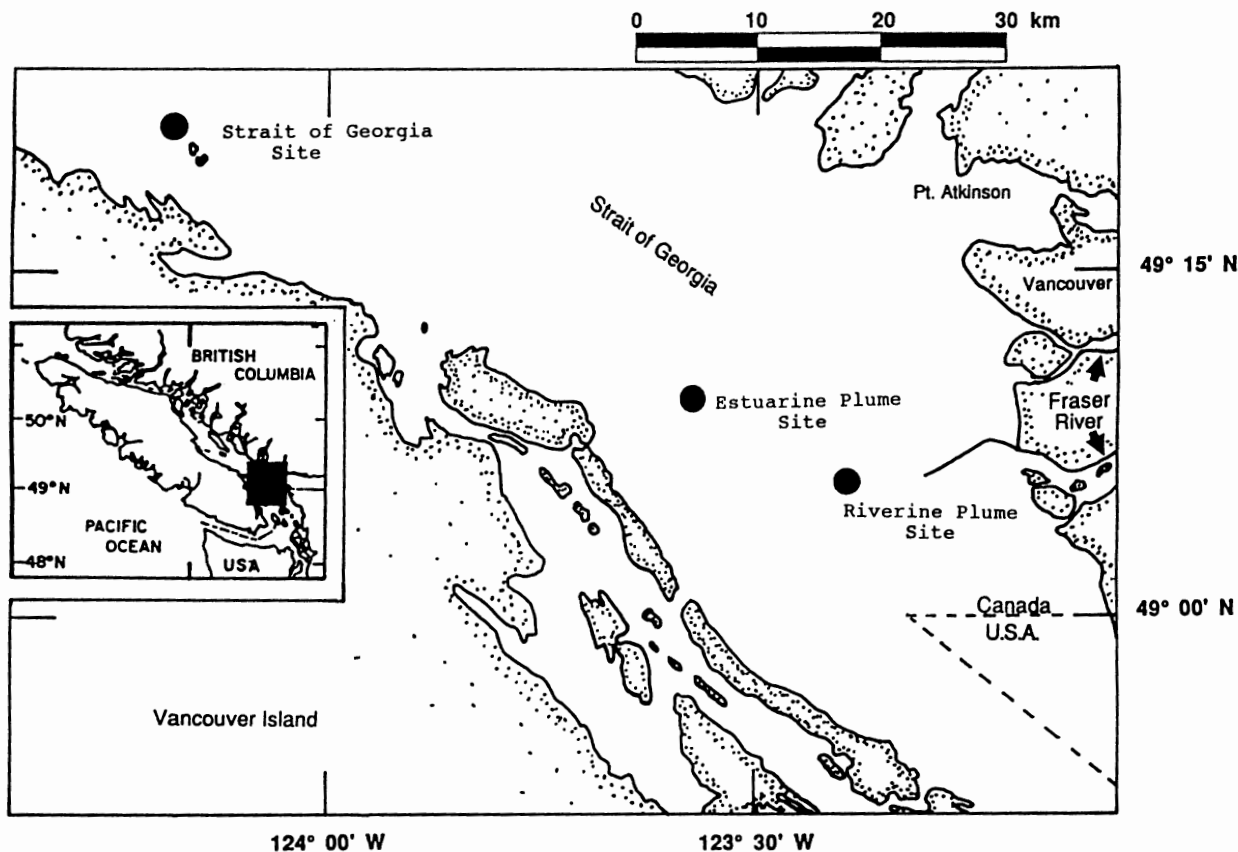 0 10 20 30 km
Strait of Georgia
Site
Strait of Georgia
Pt. Atkinson
49° 15' N
Vancouver
BRITISH
COLUMBIA
50°N
49°N
48°N
PACIFIC
OCEAN
USA
Estuarine Plume
Site
Fraser
River
Riverine Plume
Site
Canada
U.S.A.
49° 00' N
Vancouver Island
124° 00' W
123° 30' W